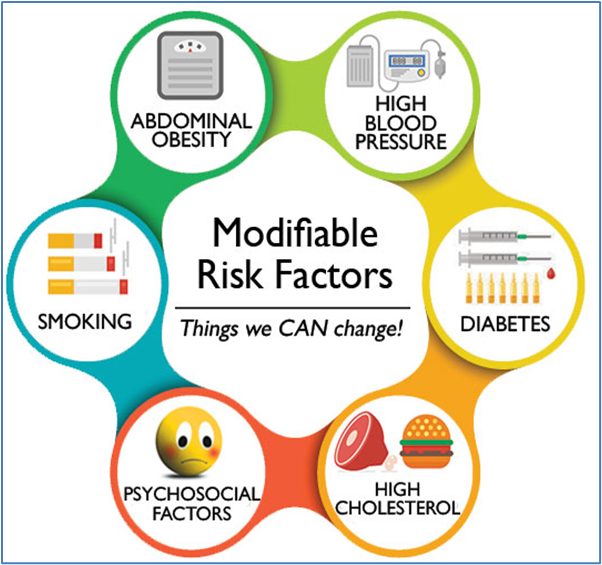 Modifiable
Risk Factors
Things we CAN change!
ABDOMINAL
OBESITY
HIGH
BLOOD
PRESSURE
DIABETES
HIGH
CHOLESTEROL
PSYCHOSOCIAL
FACTORS
SMOKING